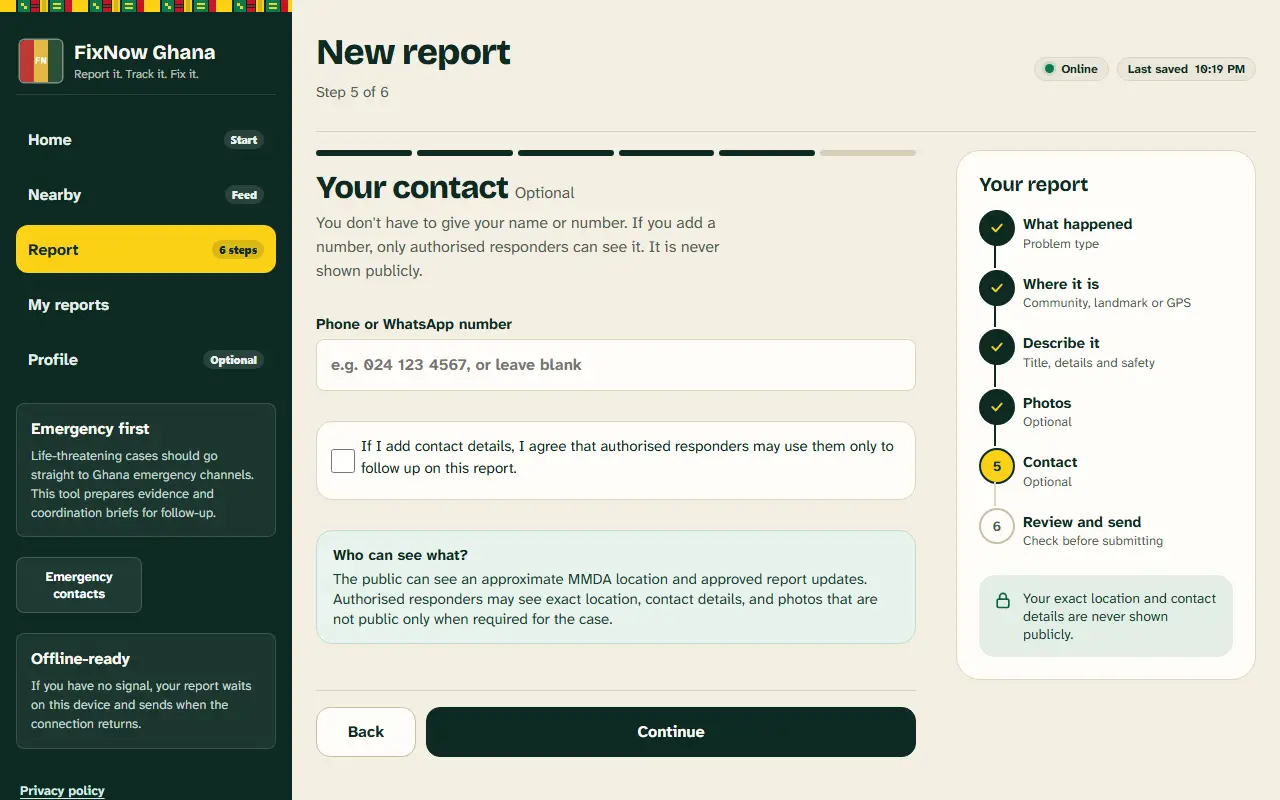 FN
FixNow Ghana
Report it. Track it. Fix it.
Home
Start
Nearby
Feed
Report
6 steps
My reports
Profile
Optional
Emergency first
Life-threatening cases should go
straight to Ghana emergency channels.
This tool prepares evidence and
coordination briefs for follow-up.
Emergency
contacts
Offline-ready
If you have no signal, your report waits
on this device and sends when the
connection returns.
Privacy policy
New report
Step 5 of 6
Online
Last saved 10:19 PM
Your contact Optional
You don't have to give your name or number. If you add a
number, only authorised responders can see it. It is never
shown publicly.
Phone or WhatsApp number
e.g. 024 123 4567, or leave blank
If I add contact details, I agree that authorised responders may use them only to
follow up on this report.
Who can see what?
The public can see an approximate MMDA location and approved report updates.
Authorised responders may see exact location, contact details, and photos that are
not public only when required for the case.
Back
Continue
Your report
What happened
Problem type
Where it is
Community, landmark or GPS
Describe it
Title, details and safety
Photos
Optional
5
Contact
Optional
6
Review and send
Check before submitting
Your exact location and contact
details are never shown
publicly.